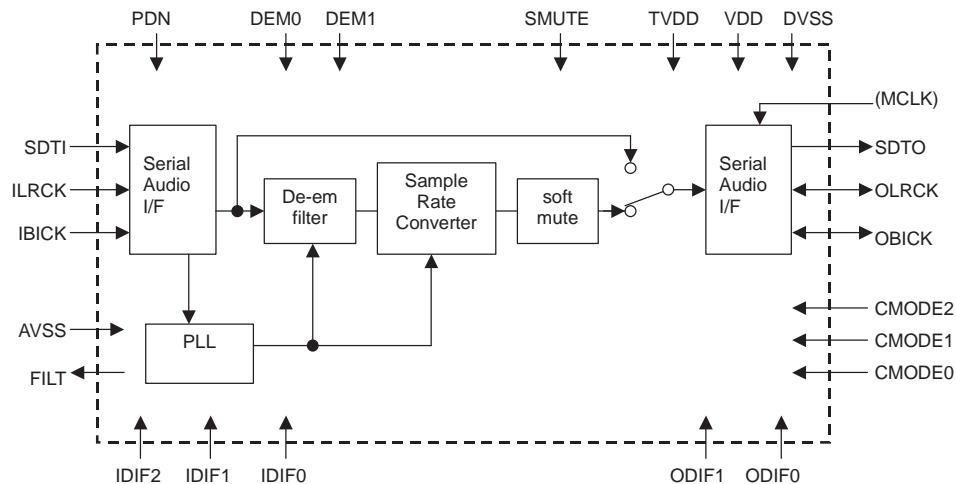 PDN DEM0 DEM1 SMUTE TVDD VDD DVSS
(MCLK)
SDTI
ILRCK
IBICK
Serial
Audio
I/F
De-em
filter
Sample
Rate
Converter
soft
mute
Serial
Audio
I/F
SDTO
OLRCK
OBICK
AVSS
FILT
PLL
CMODE2
CMODE1
CMODE0
IDIF2 IDIF1 IDIF0 ODIF1 ODIF0